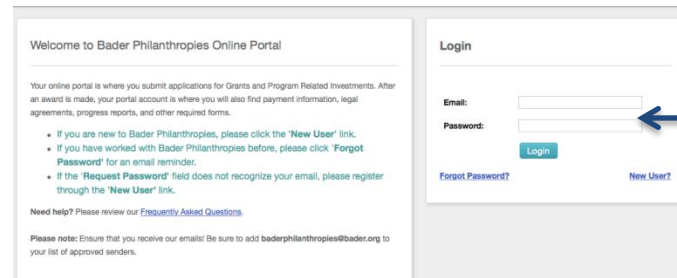 Welcome to Bader Philanthropies Online Portal
Your online portal is where you submit applications for Grants and Program Related Investments. After
an award is made, your portal account is where you will also find payment information, legal
agreements, progress reports, and other required forms.
• If you are new to Bader Philanthropies, please click the 'New User' link.
• If you have worked with Bader Philanthropies before, please click 'Forgot
Password' for an email reminder.
• If the 'Request Password' field does not recognize your email, please register
through the 'New User' link.
Need help? Please review our Frequently Asked Questions.
Please note: Ensure that you receive our emails! Be sure to add baderphilanthropies@bader.org to
your list of approved senders.
Login
Email:
Password:
Login
Forgot Password? New User?